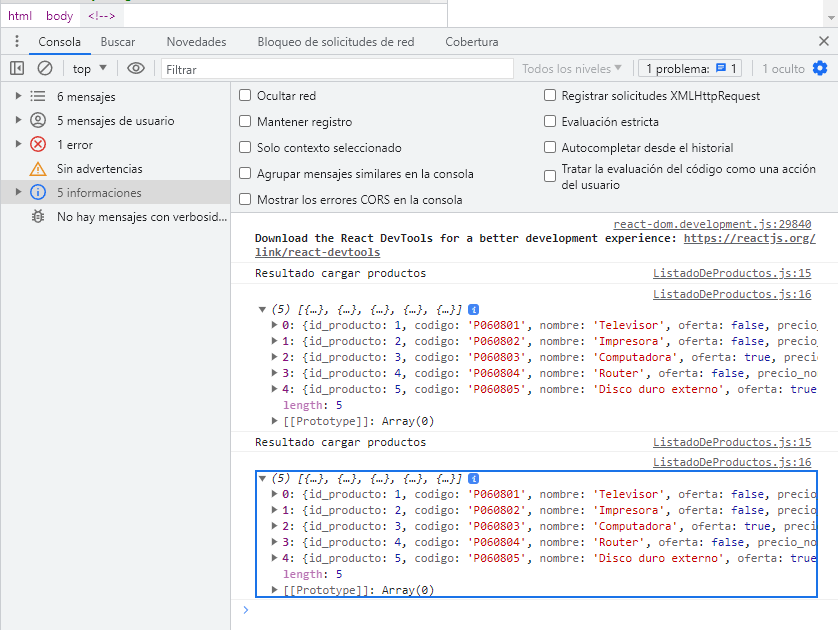 html body <!-->
Consola Buscar Novedades Bloqueo de solicitudes de red Cobertura
top Filtrar Todos los niveles 1 problema: 1 1 oculto
6 mensajes
5 mensajes de usuario
1 error
Sin advertencias
5 informaciones
No hay mensajes con verbosid...
Ocultar red
Registrar solicitudes XMLHttpRequest
Mantener registro
Evaluación estricta
Solo contexto seleccionado
Autocompletar desde el historial
Agrupar mensajes similares en la consola
Tratar la evaluación del código como una acción
del usuario
Mostrar los errores CORS en la consola
react-dom.development.js:29840
Download the React DevTools for a better development experience: https://reactjs.org/
link/react-devtools
Resultado cargar productos ListadoDeProductos.js:15
ListadoDeProductos.js:16
(5) [{…}, {…}, {…}, {…}, {…}]
0: {id_producto: 1, codigo: 'P060801', nombre: 'Televisor', oferta: false, precio_
1: {id_producto: 2, codigo: 'P060802', nombre: 'Impresora', oferta: false, precio_
2: {id_producto: 3, codigo: 'P060803', nombre: 'Computadora', oferta: true, preci
3: {id_producto: 4, codigo: 'P060804', nombre: 'Router', oferta: false, precio_no
4: {id_producto: 5, codigo: 'P060805', nombre: 'Disco duro externo', oferta: true
length: 5
[[Prototype]]: Array(0)
Resultado cargar productos ListadoDeProductos.js:15
ListadoDeProductos.js:16
(5) [{…}, {…}, {…}, {…}, {…}]
0: {id_producto: 1, codigo: 'P060801', nombre: 'Televisor', oferta: false, precio
1: {id_producto: 2, codigo: 'P060802', nombre: 'Impresora', oferta: false, precio
2: {id_producto: 3, codigo: 'P060803', nombre: 'Computadora', oferta: true, preci
3: {id_producto: 4, codigo: 'P060804', nombre: 'Router', oferta: false, precio_no
4: {id_producto: 5, codigo: 'P060805', nombre: 'Disco duro externo', oferta: true
length: 5
[[Prototype]]: Array(0)